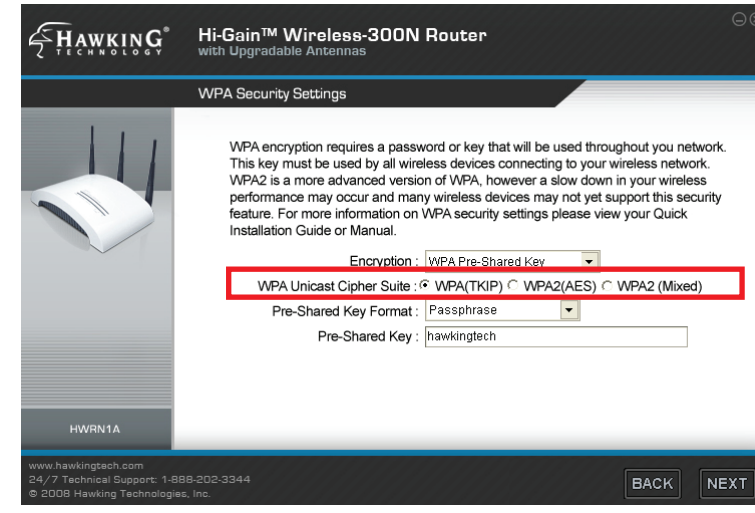 HAWKING®
TECHNOLOGY
Hi-Gain™ Wireless-300N Router
with Upgradable Antennas
WPA Security Settings
WPA encryption requires a password or key that will be used throughout you network.
This key must be used by all wireless devices connecting to your wireless network.
WPA2 is a more advanced version of WPA, however a slow down in your wireless
performance may occur and many wireless devices may not yet support this security
feature. For more information on WPA security settings please view your Quick
Installation Guide or Manual.
Encryption : WPA Pre-Shared Key
WPA Unicast Cipher Suite : WPA(TKIP) WPA2(AES) WPA2 (Mixed)
Pre-Shared Key Format : Passphrase
Pre-Shared Key : hawkingtech
HWRN1A
www.hawkingtech.com
24/7 Technical Support: 1-888-202-3344
© 2008 Hawking Technologies, Inc.
BACK NEXT